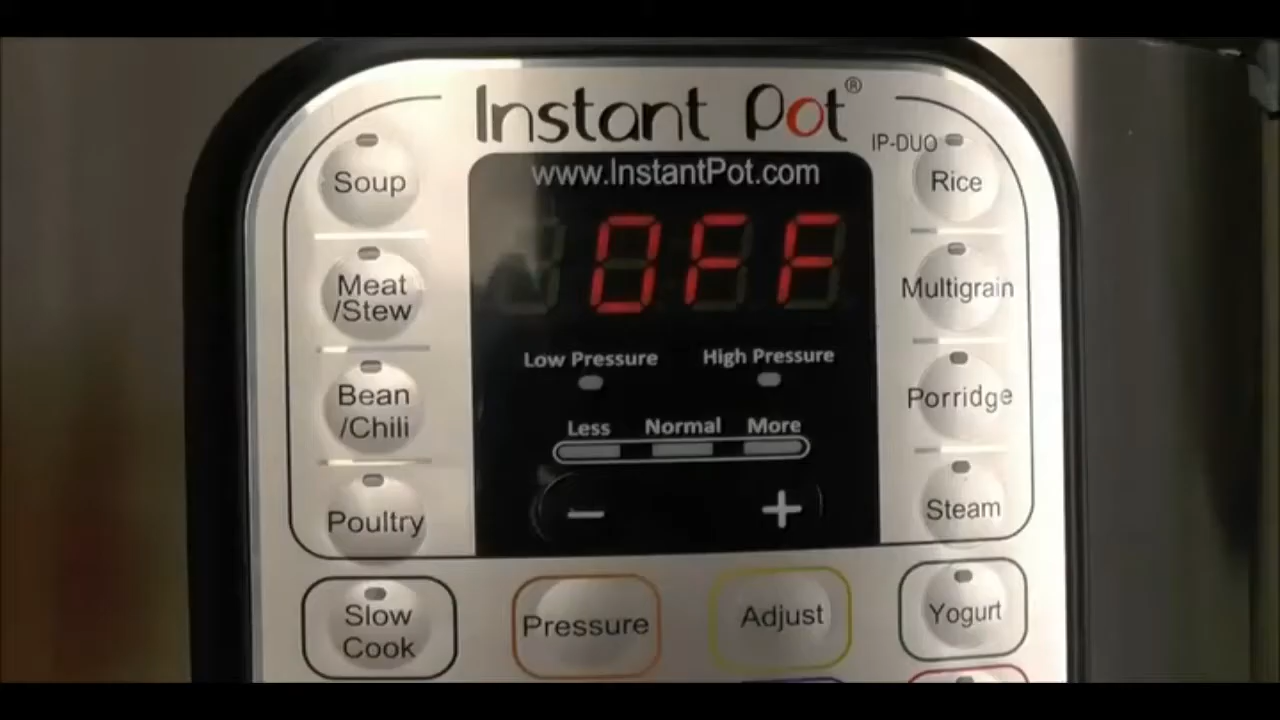 Instant Pot®
IP-DUO
www.InstantPot.com
OFF
Soup
Rice
Meat
/Stew
Multigrain
Low Pressure
High Pressure
Bean
/Chili
Porridge
Less
Normal
More
Poultry
−
+
Steam
Slow
Cook
Pressure
Adjust
Yogurt